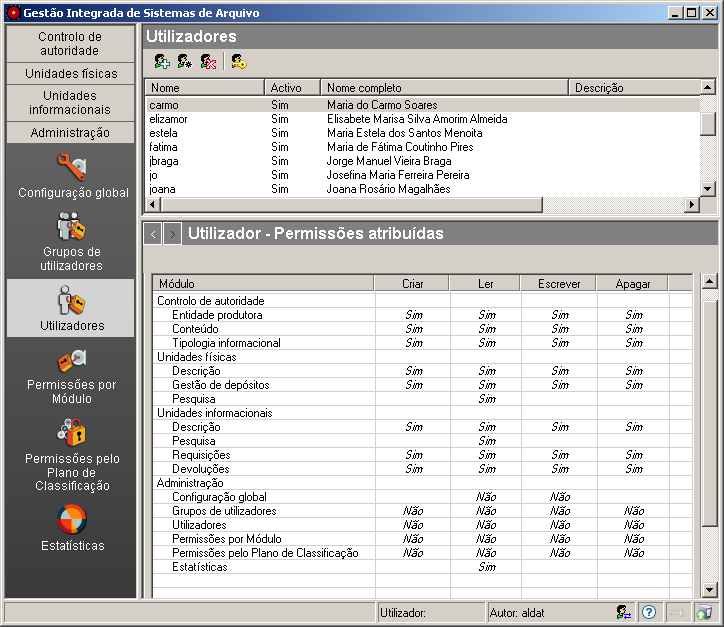 Gestão Integrada de Sistemas de Arquivo
Controlo de
autoridade
Unidades físicas
Unidades
informacionais
Administração
Configuração global
Grupos de
utilizadores
Utilizadores
Permissões por
Módulo
Permissões pelo
Plano de
Classificação
Estatísticas
Utilizadores
Nome Activo Nome completo Descrição
carmo Sim Maria do Carmo Soares
elizamor Sim Elisabete Marisa Silva Amorim Almeida
estela Sim Maria Estela dos Santos Menoita
fatima Sim Maria de Fátima Coutinho Pires
jbraga Sim Jorge Manuel Vieira Braga
jo Sim Josefina Maria Ferreira Pereira
joana Sim Joana Rosário Magalhães
< > Utilizador - Permissões atribuídas
Módulo Criar Ler Escrever Apagar
Controlo de autoridade
Entidade produtora Sim Sim Sim Sim
Conteúdo Sim Sim Sim Sim
Tipologia informacional Sim Sim Sim Sim
Unidades físicas
Descrição Sim Sim Sim Sim
Gestão de depósitos Sim Sim Sim Sim
Pesquisa Sim
Unidades informacionais
Descrição Sim Sim Sim Sim
Pesquisa Sim
Requisições Sim Sim Sim Sim
Devoluções Sim Sim Sim Sim
Administração
Configuração global Não Não
Grupos de utilizadores Não Não Não Não
Utilizadores Não Não Não Não
Permissões por Módulo Não Não Não Não
Permissões pelo Plano de Classificação Não Não Não Não
Estatísticas Sim
Utilizador: Autor: aldat